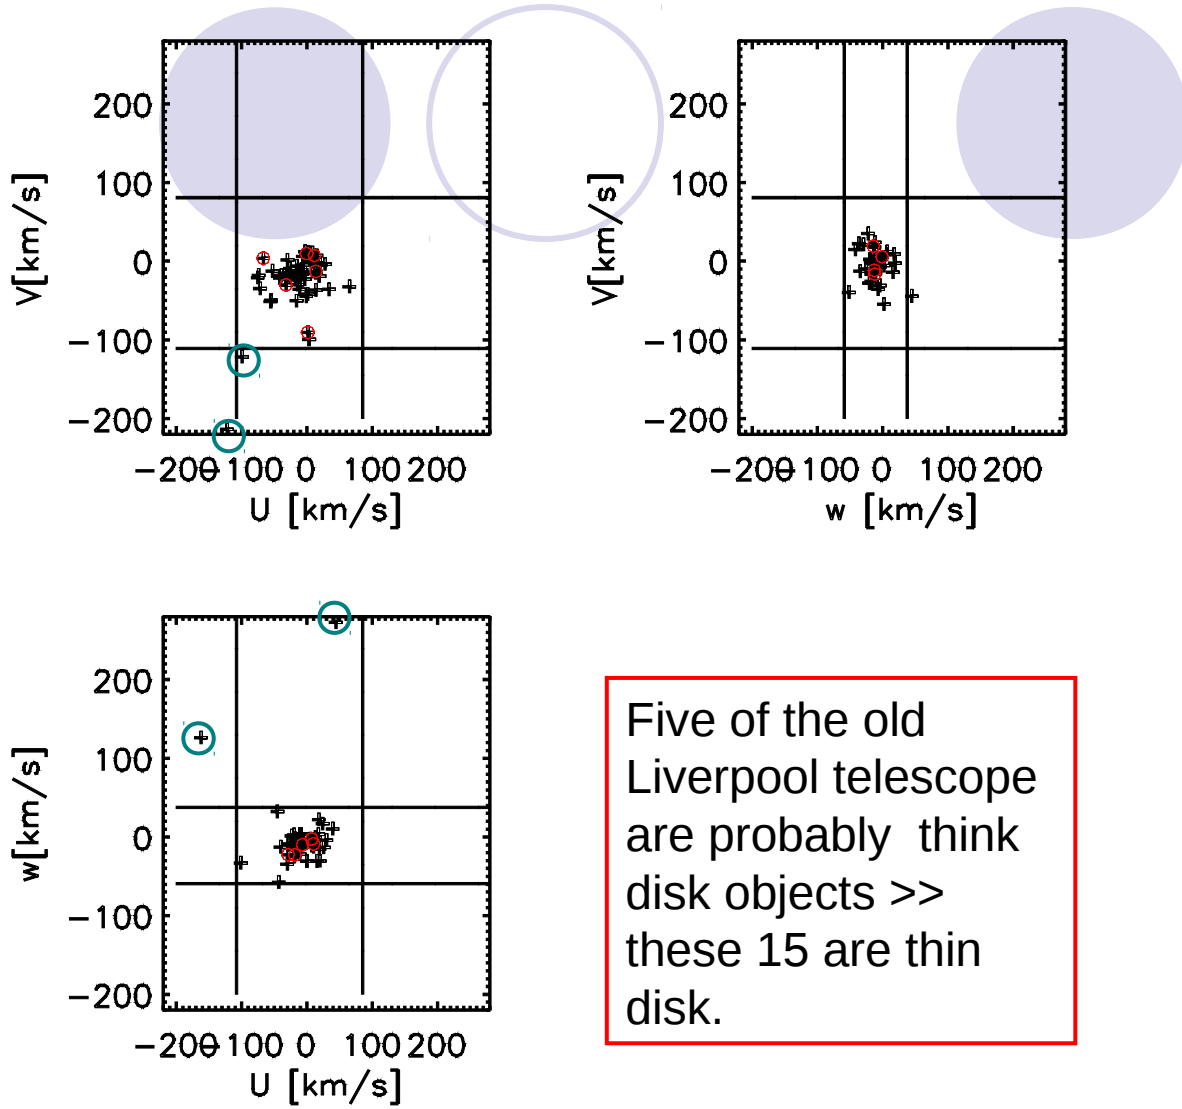 200
100
0
−100
−200
V[km/s]
−200 −100 0 100 200
U [km/s]
200
100
0
−100
−200
V[km/s]
−200 −100 0 100 200
w [km/s]
200
100
0
−100
−200
w[km/s]
−200 −100 0 100 200
U [km/s]
Five of the old
Liverpool telescope
are probably  think
disk objects >>
these 15 are thin
disk.